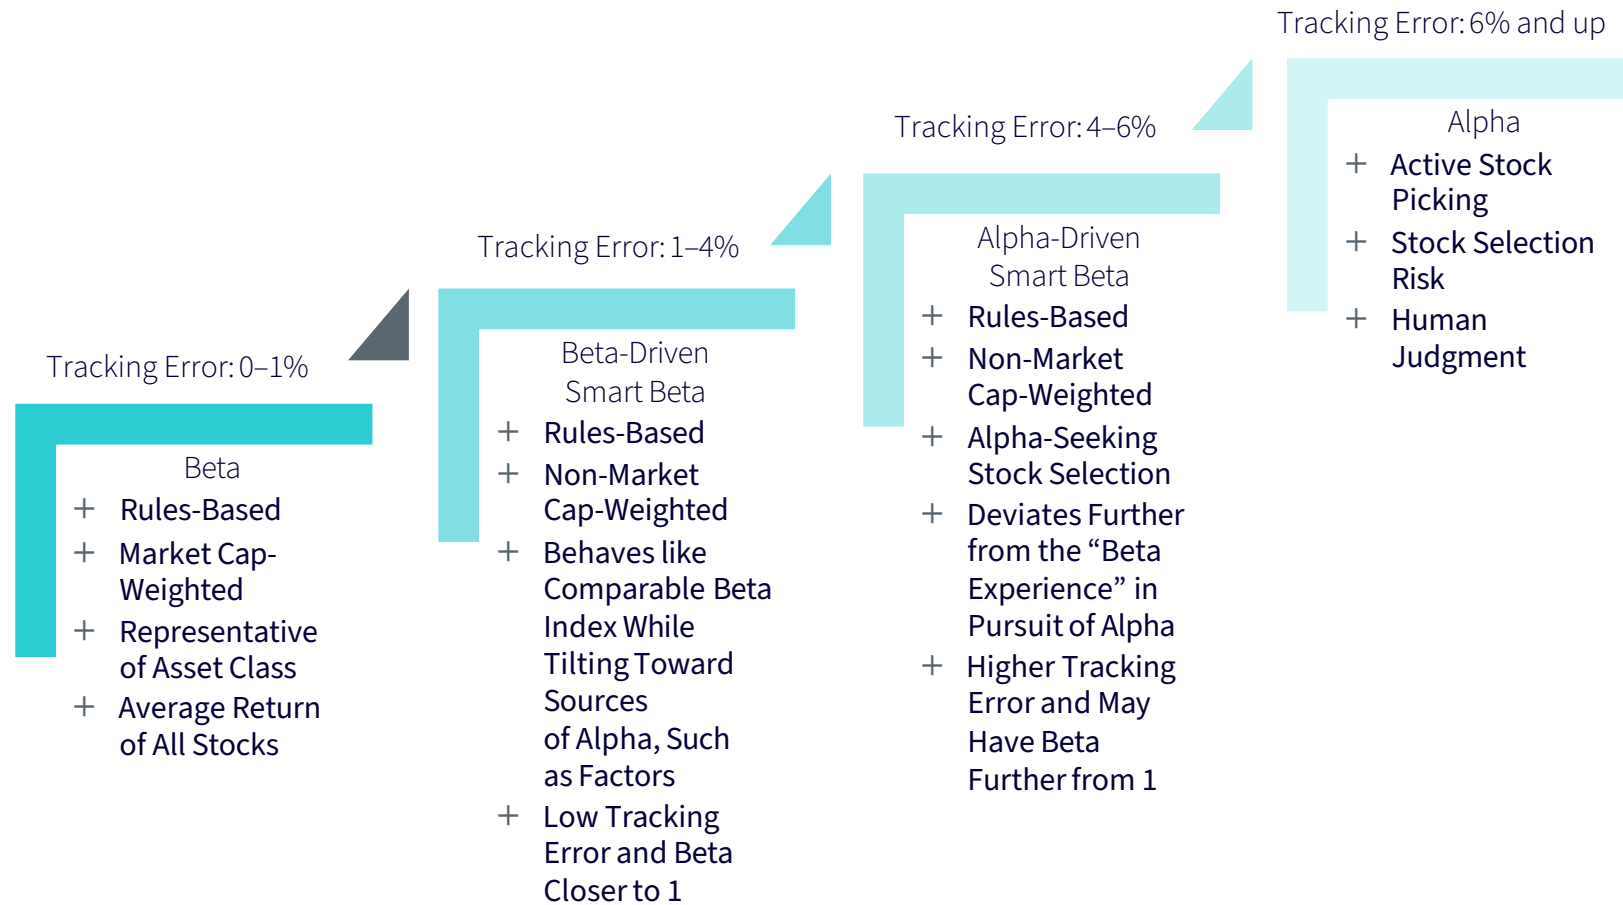 Tracking Error: 0–1%
Beta
+ Rules-Based
+ Market Cap-
Weighted
+ Representative
of Asset Class
+ Average Return
of All Stocks
Tracking Error: 1–4%
Beta-Driven
Smart Beta
+ Rules-Based
+ Non-Market
Cap-Weighted
+ Behaves like
Comparable Beta
Index While
Tilting Toward
Sources
of Alpha, Such
as Factors
+ Low Tracking
Error and Beta
Closer to 1
Tracking Error: 4–6%
Alpha-Driven
Smart Beta
+ Rules-Based
+ Non-Market
Cap-Weighted
+ Alpha-Seeking
Stock Selection
+ Deviates Further
from the “Beta
Experience” in
Pursuit of Alpha
+ Higher Tracking
Error and May
Have Beta
Further from 1
Tracking Error: 6% and up
Alpha
+ Active Stock
Picking
+ Stock Selection
Risk
+ Human
Judgment